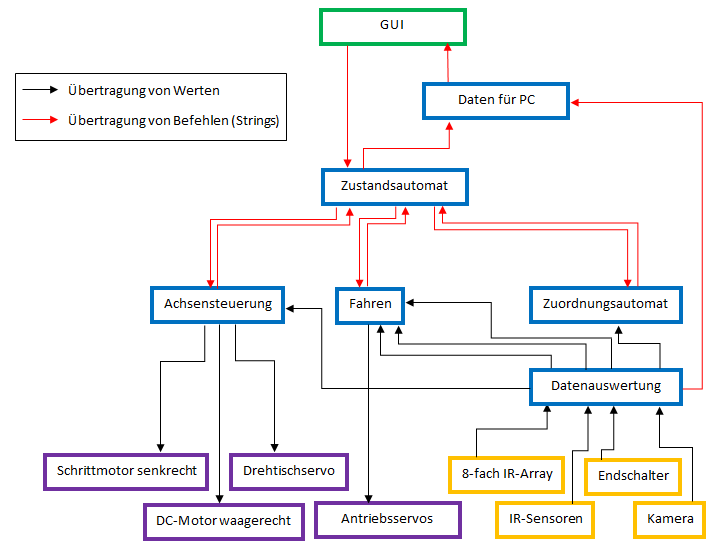 GUI
Übertragung von Werten
Übertragung von Befehlen (Strings)
Daten für PC
Zustandsautomat
Achsensteuerung
Fahren
Zuordnungsautomat
Datenauswertung
Schrittmotor senkrecht
Drehtischservo
8-fach IR-Array
Endschalter
DC-Motor waagerecht
Antriebsservos
IR-Sensoren
Kamera